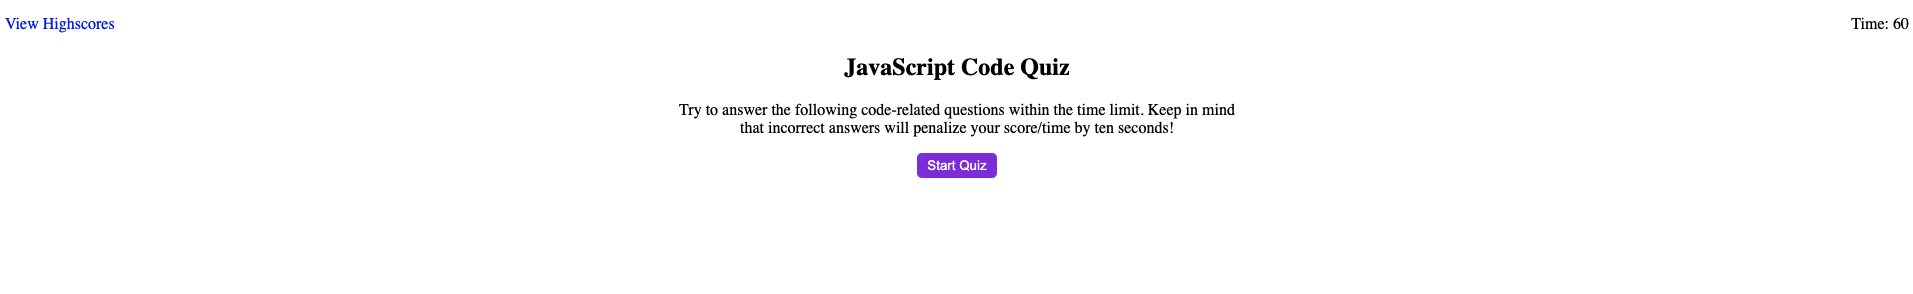 View Highscores
Time: 60
JavaScript Code Quiz
Try to answer the following code-related questions within the time limit. Keep in mind
that incorrect answers will penalize your score/time by ten seconds!
Start Quiz